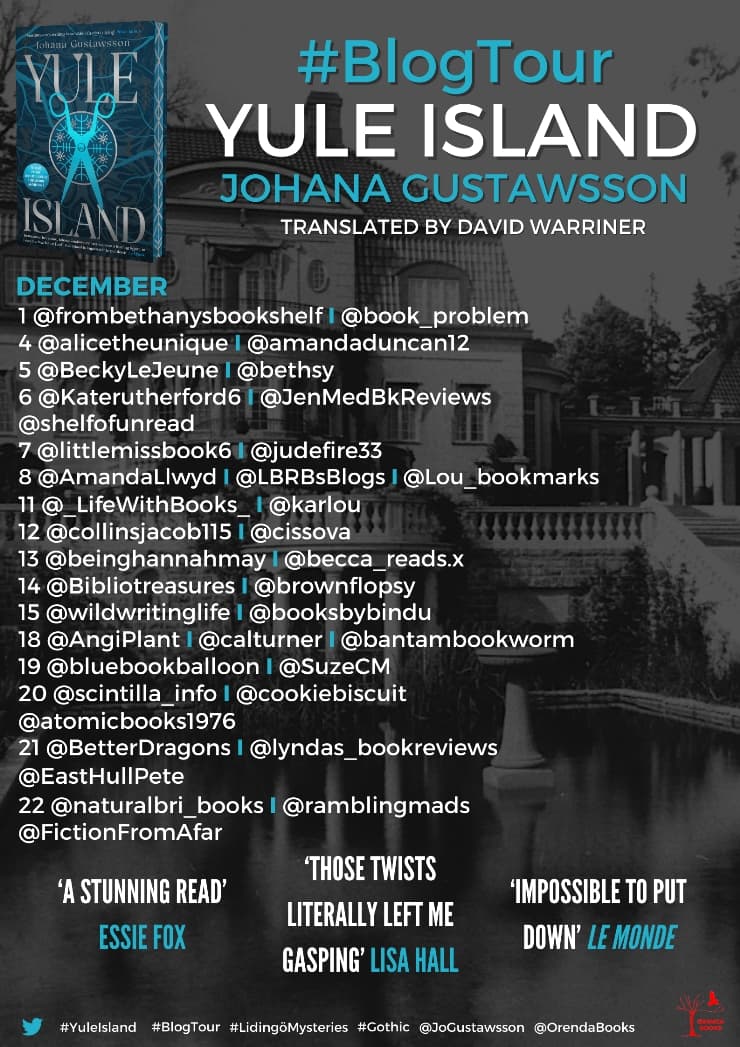 Johana Gustawsson
YULE
ISLAND
#BlogTour
YULE ISLAND
JOHANA GUSTAWSSON
TRANSLATED BY DAVID WARRINER
DECEMBER
1 @frombethanysbookshelf I @book_problem
4 @alicetheunique I @amandaduncan12
5 @BeckyLeJeune I @bethsy
6 @Katerutherford6 I @JenMedBkReviews
@shelfofunread
7 @littlemissbook6 I @judefire33
8 @AmandaLlwyd I @LBRBsBlogs I @Lou_bookmarks
11 @_LifeWithBooks_ I @karlou
12 @collinsjacob115 I @cissova
13 @beinghannahmay I @becca_reads.x
14 @Bibliotreasures I @brownflopsy
15 @wildwritinglife I @booksbybindu
18 @AngiPlant I @calturner I @bantambookworm
19 @bluebookballoon I @SuzeCM
20 @scintilla_info I @cookiebiscuit
@atomicbooks1976
21 @BetterDragons I @lyndas_bookreviews
@EastHullPete
22 @naturalbri_books I @ramblingmads
@FictionFromAfar
‘A STUNNING READ’
ESSIE FOX
‘THOSE TWISTS
LITERALLY LEFT ME
GASPING’ LISA HALL
‘IMPOSSIBLE TO PUT
DOWN’ LE MONDE
#YuleIsland #BlogTour #LidingöMysteries #Gothic @JoGustawsson @OrendaBooks
ORENDA
BOOKS